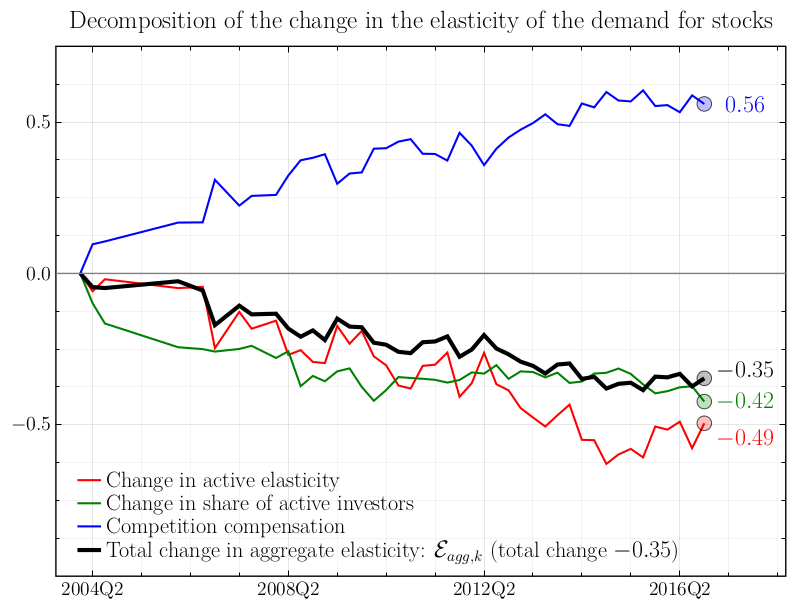 Decomposition of the change in the elasticity of the demand for stocks
0.5
0.0
−0.5
0.56
−0.35
−0.42
−0.49
Change in active elasticity
Change in share of active investors
Competition compensation
Total change in aggregate elasticity: ℰagg,k (total change −0.35)
2004Q2 2008Q2 2012Q2 2016Q2